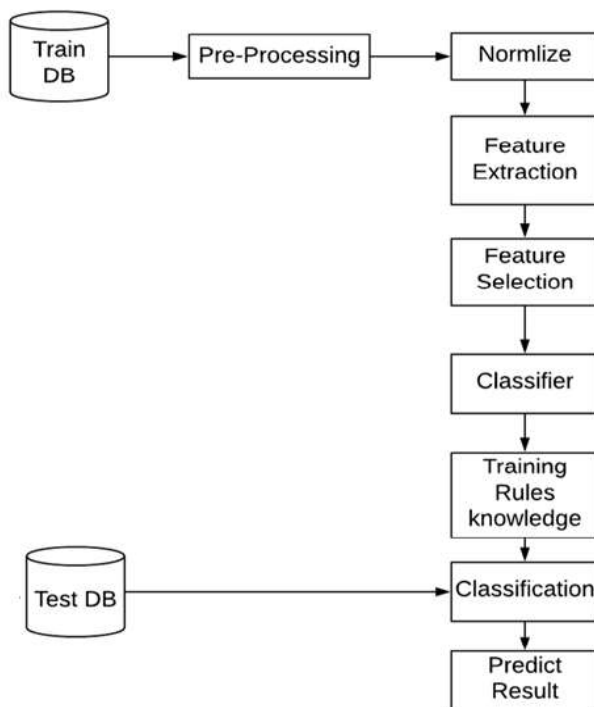 Train
DB
Pre-Processing
Normlize
Feature
Extraction
Feature
Selection
Classifier
Training
Rules
knowledge
Test DB
Classification
Predict
Result